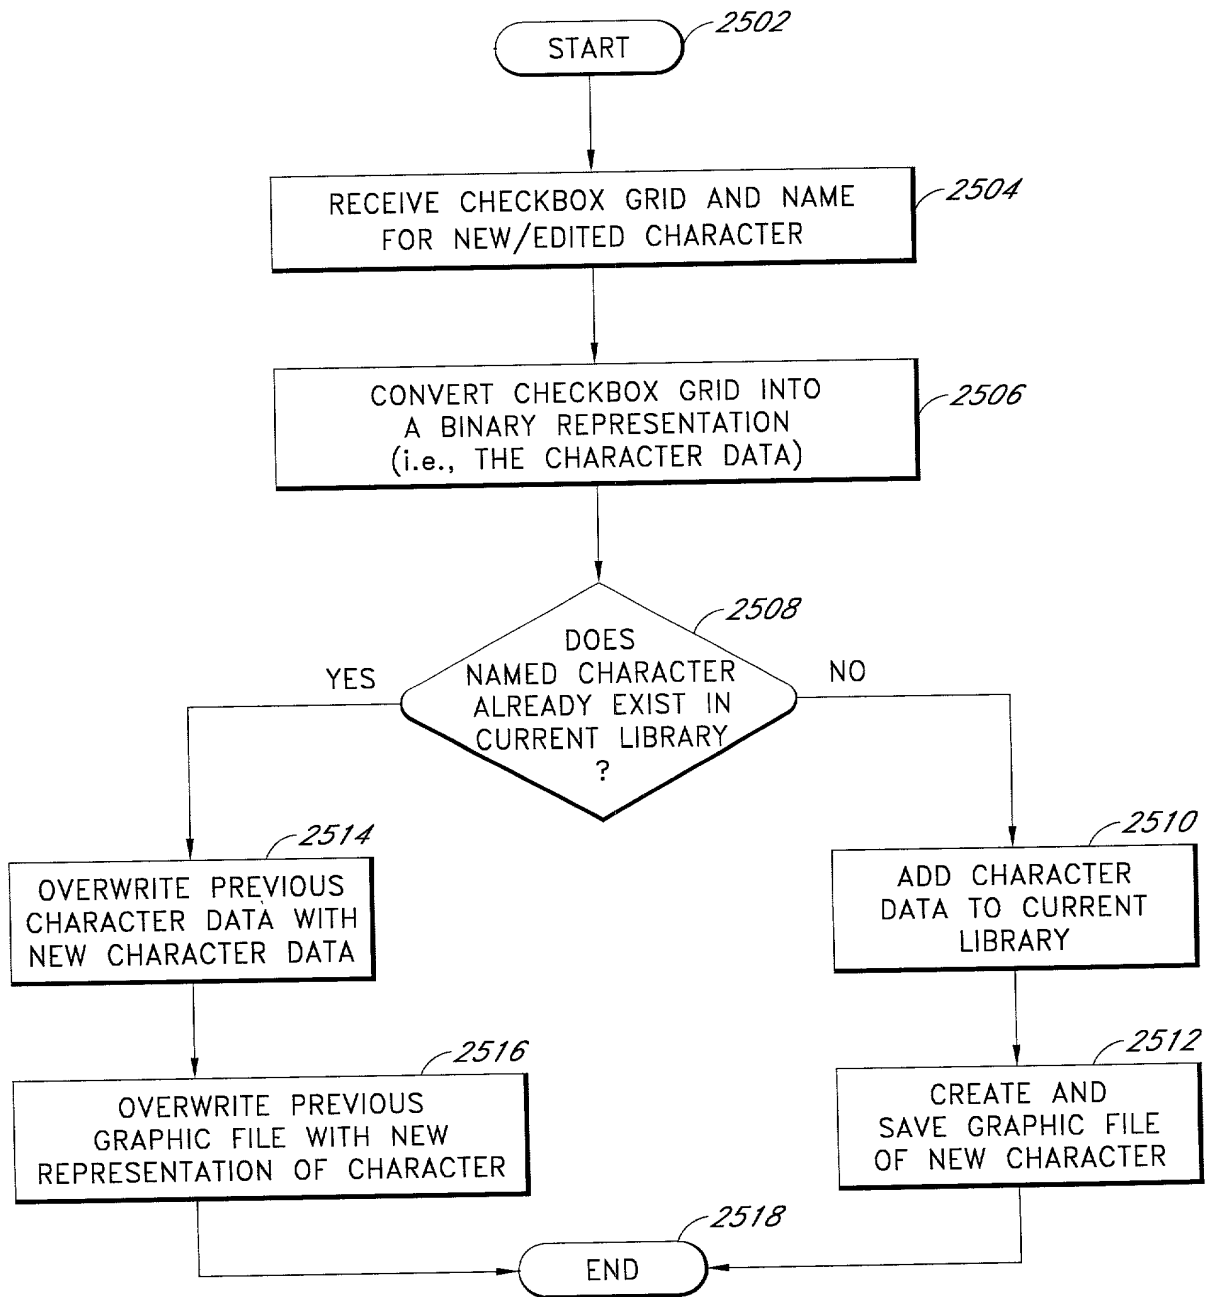 2502
START
2504
RECEIVE CHECKBOX GRID AND NAME
FOR NEW/EDITED CHARACTER
2506
CONVERT CHECKBOX GRID INTO
A BINARY REPRESENTATION
(i.e., THE CHARACTER DATA)
2508
DOES
NAMED CHARACTER
ALREADY EXIST IN
CURRENT LIBRARY
?
YES
NO
2514
OVERWRITE PREVIOUS
CHARACTER DATA WITH
NEW CHARACTER DATA
2510
ADD CHARACTER
DATA TO CURRENT
LIBRARY
2516
OVERWRITE PREVIOUS
GRAPHIC FILE WITH NEW
REPRESENTATION OF CHARACTER
2512
CREATE AND
SAVE GRAPHIC FILE
OF NEW CHARACTER
2518
END